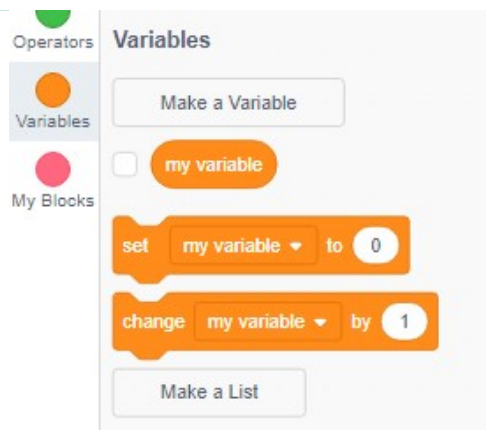 Operators
Variables
My Blocks
Variables
Make a Variable
my variable
set my variable to 0
change my variable by 1
Make a List